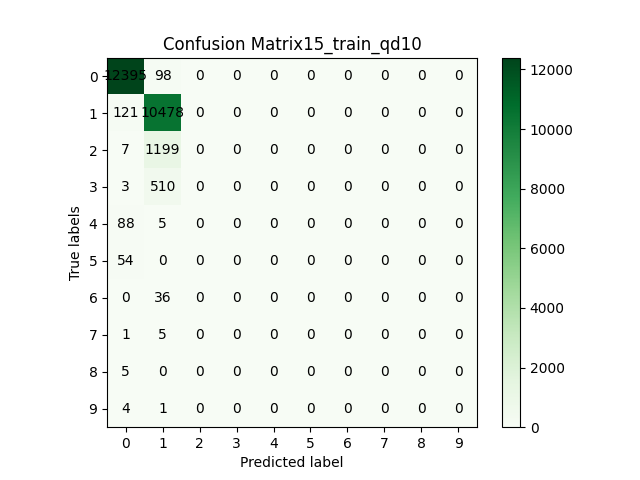 Confusion Matrix15_train_qd10
0 12395 98 0 0 0 0 0 0 0 0
1 121 10478 0 0 0 0 0 0 0 0
2 7 1199 0 0 0 0 0 0 0 0
3 3 510 0 0 0 0 0 0 0 0
4 88 5 0 0 0 0 0 0 0 0
5 54 0 0 0 0 0 0 0 0 0
6 0 36 0 0 0 0 0 0 0 0
7 1 5 0 0 0 0 0 0 0 0
8 5 0 0 0 0 0 0 0 0 0
9 4 1 0 0 0 0 0 0 0 0
0 1 2 3 4 5 6 7 8 9
Predicted label
True labels
12000
10000
8000
6000
4000
2000
0